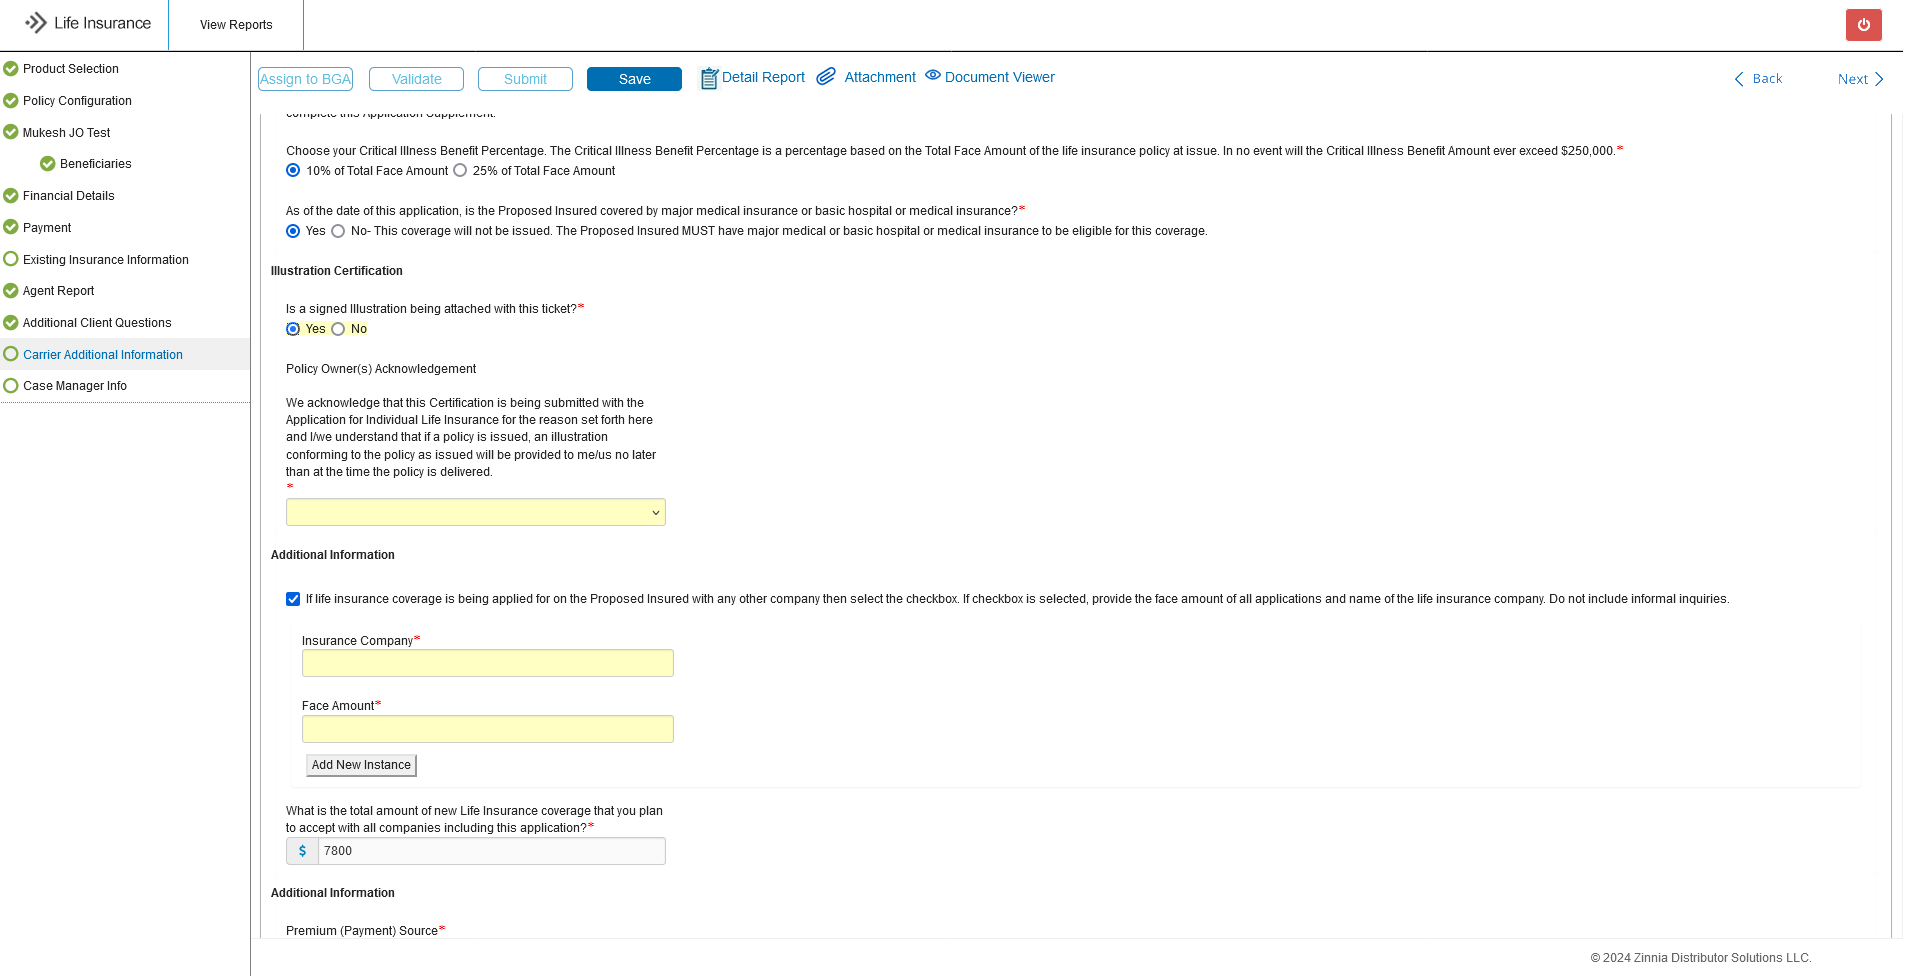 Life Insurance
View Reports
Product Selection
Policy Configuration
Mukesh JO Test
Beneficiaries
Financial Details
Payment
Existing Insurance Information
Agent Report
Additional Client Questions
Carrier Additional Information
Case Manager Info
Assign to BGA
Validate
Submit
Save
Detail Report
Attachment
Document Viewer
Back
Next
complete this Application Supplement.
Choose your Critical Illness Benefit Percentage. The Critical Illness Benefit Percentage is a percentage based on the Total Face Amount of the life insurance policy at issue. In no event will the Critical Illness Benefit Amount ever exceed $250,000.*
10% of Total Face Amount 25% of Total Face Amount
As of the date of this application, is the Proposed Insured covered by major medical insurance or basic hospital or medical insurance?*
Yes No- This coverage will not be issued. The Proposed Insured MUST have major medical or basic hospital or medical insurance to be eligible for this coverage.
Illustration Certification
Is a signed Illustration being attached with this ticket?*
Yes No
Policy Owner(s) Acknowledgement
We acknowledge that this Certification is being submitted with the
Application for Individual Life Insurance for the reason set forth here
and I/we understand that if a policy is issued, an illustration
conforming to the policy as issued will be provided to me/us no later
than at the time the policy is delivered.
*
Additional Information
If life insurance coverage is being applied for on the Proposed Insured with any other company then select the checkbox. If checkbox is selected, provide the face amount of all applications and name of the life insurance company. Do not include informal inquiries.
Insurance Company*
Face Amount*
Add New Instance
What is the total amount of new Life Insurance coverage that you plan
to accept with all companies including this application?*
$ 7800
Additional Information
Premium (Payment) Source*
© 2024 Zinnia Distributor Solutions LLC.